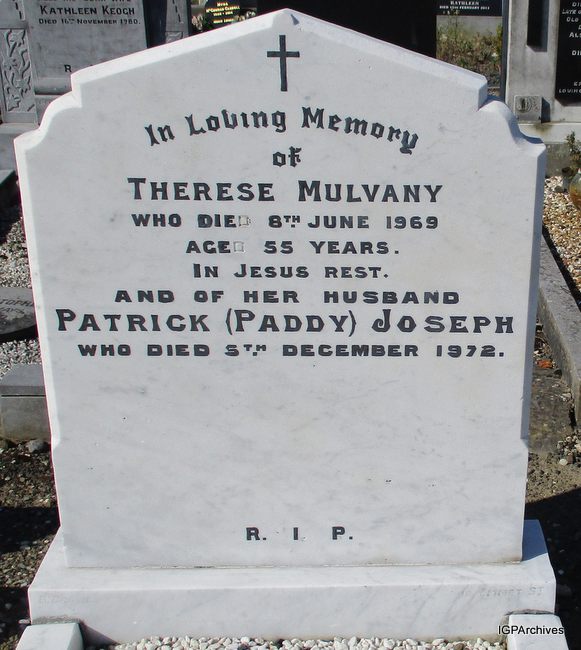 KATHLEEN KEOGH
DIED 16TH NOVEMBER 1980.
KATHLEEN
In Loving Memory
of
THERESE MULVANY
WHO DIED 8TH JUNE 1969
AGED 55 YEARS.
IN JESUS REST.
AND OF HER HUSBAND
PATRICK (PADDY) JOSEPH
WHO DIED 5TH DECEMBER 1972.
R. I. P.
IGPArchives